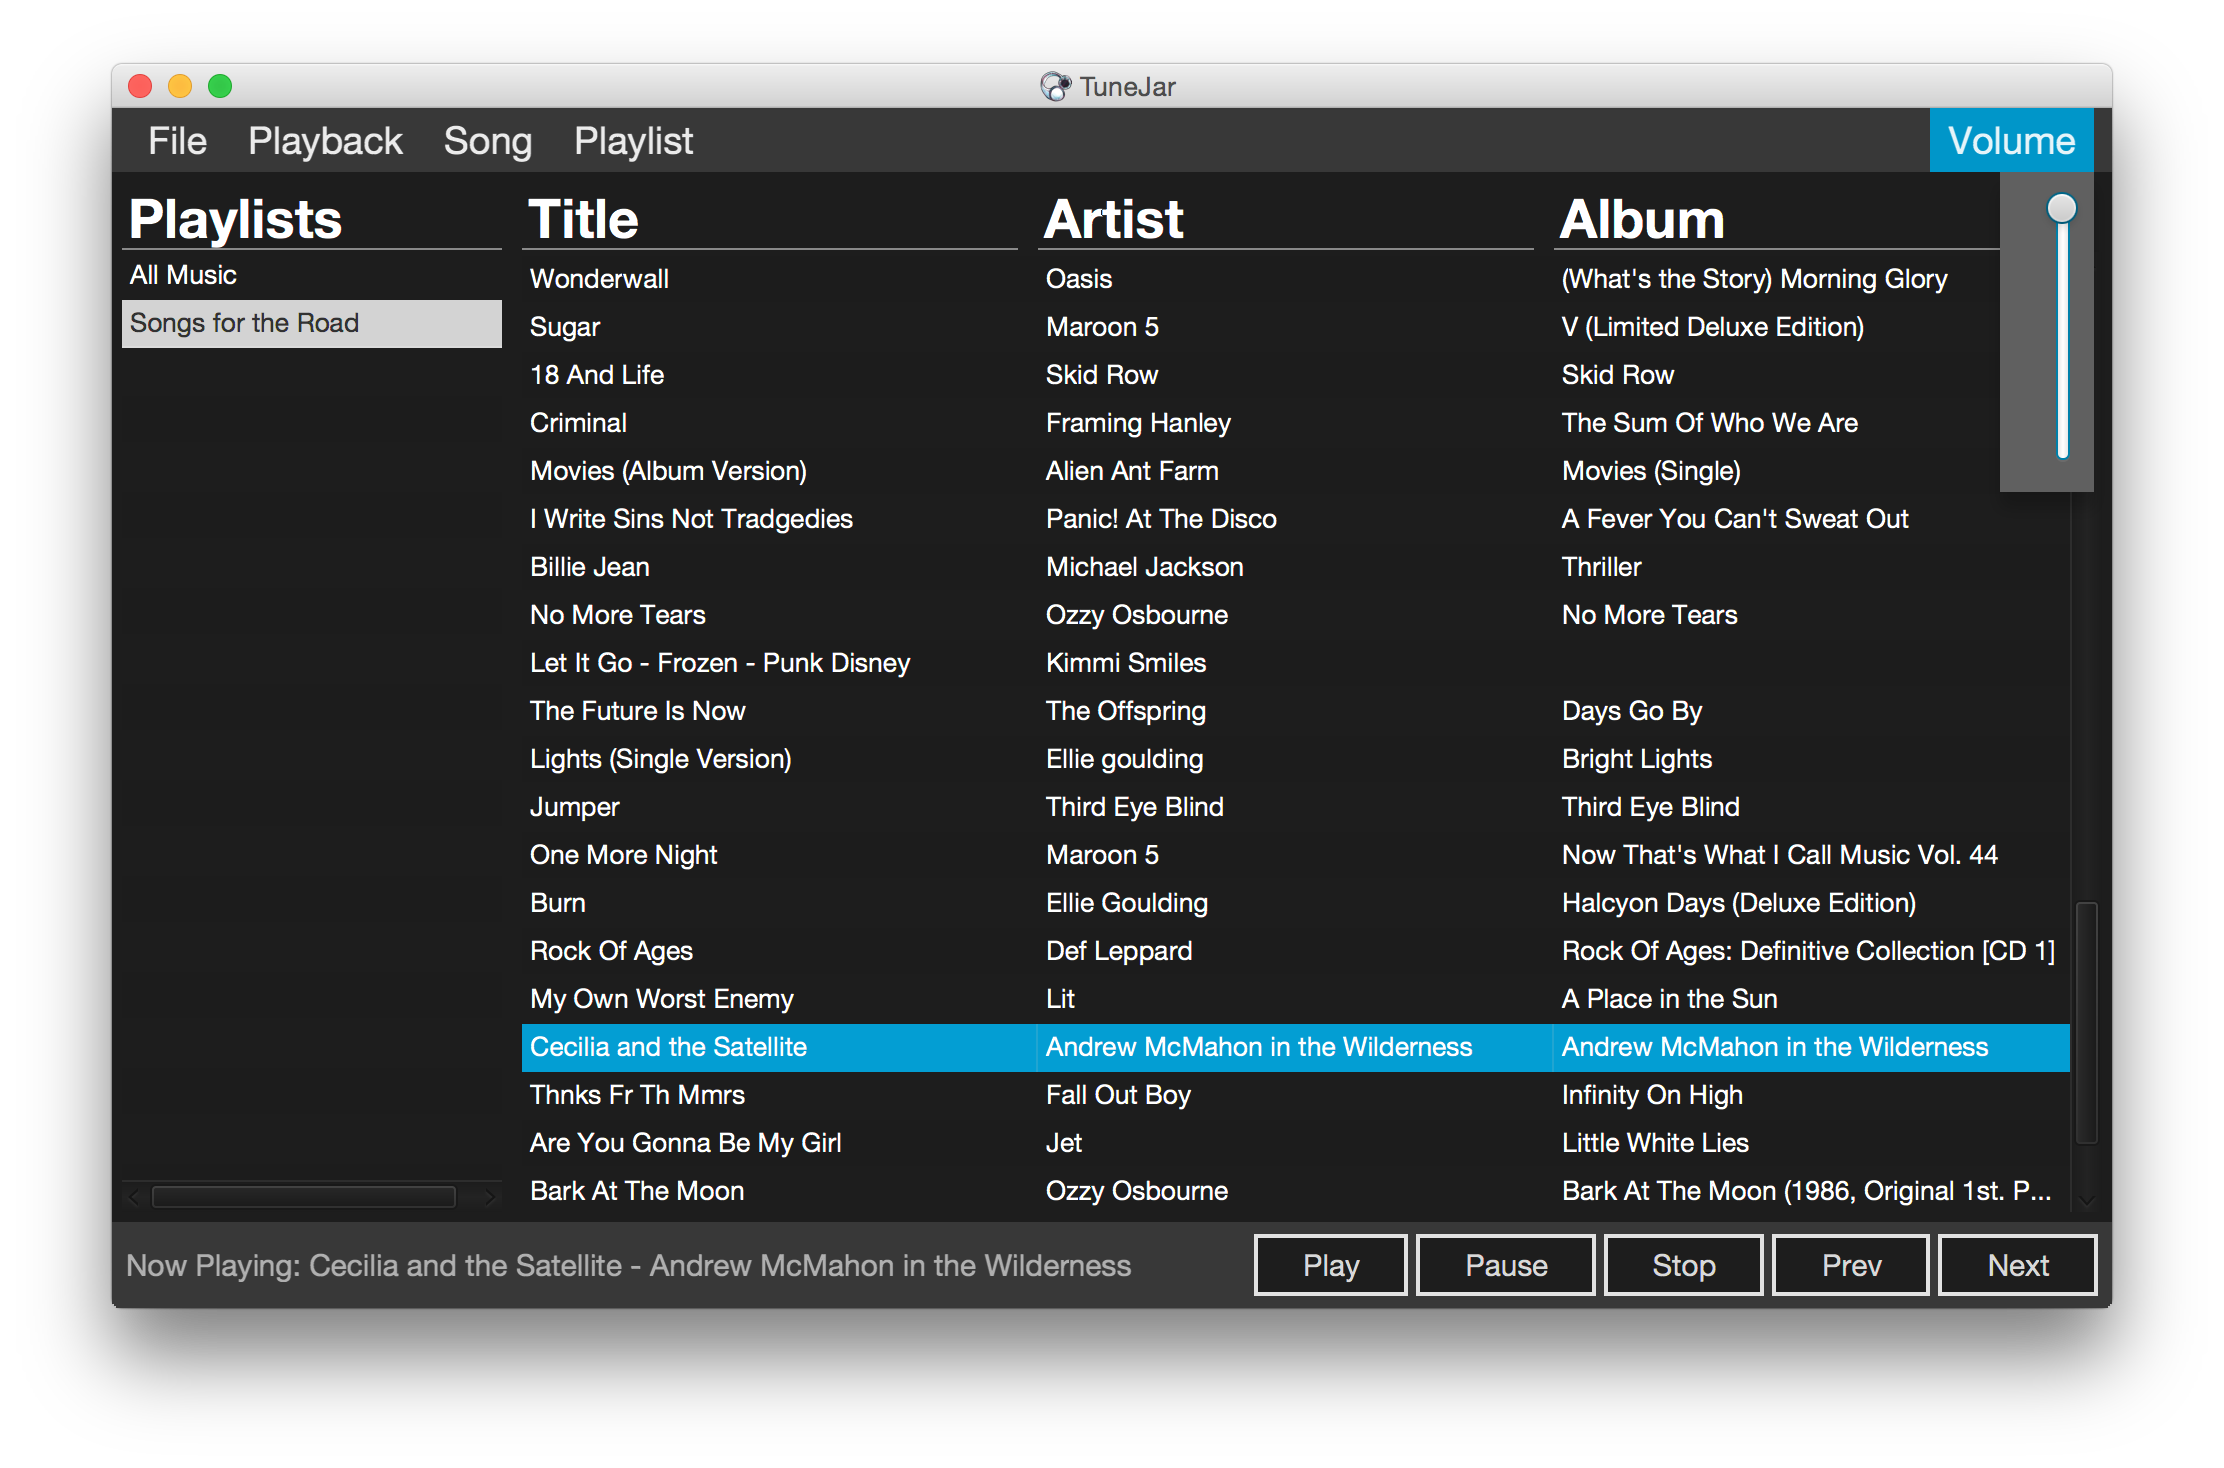 TuneJar
File Playback Song Playlist Volume
Playlists Title Artist Album
All Music
Songs for the Road
Wonderwall Oasis (What's the Story) Morning Glory
Sugar Maroon 5 V (Limited Deluxe Edition)
18 And Life Skid Row Skid Row
Criminal Framing Hanley The Sum Of Who We Are
Movies (Album Version) Alien Ant Farm Movies (Single)
I Write Sins Not Tradgedies Panic! At The Disco A Fever You Can't Sweat Out
Billie Jean Michael Jackson Thriller
No More Tears Ozzy Osbourne No More Tears
Let It Go - Frozen - Punk Disney Kimmi Smiles
The Future Is Now The Offspring Days Go By
Lights (Single Version) Ellie goulding Bright Lights
Jumper Third Eye Blind Third Eye Blind
One More Night Maroon 5 Now That's What I Call Music Vol. 44
Burn Ellie Goulding Halcyon Days (Deluxe Edition)
Rock Of Ages Def Leppard Rock Of Ages: Definitive Collection [CD 1]
My Own Worst Enemy Lit A Place in the Sun
Cecilia and the Satellite Andrew McMahon in the Wilderness Andrew McMahon in the Wilderness
Thnks Fr Th Mmrs Fall Out Boy Infinity On High
Are You Gonna Be My Girl Jet Little White Lies
Bark At The Moon Ozzy Osbourne Bark At The Moon (1986, Original 1st. P...
Now Playing: Cecilia and the Satellite - Andrew McMahon in the Wilderness Play Pause Stop Prev Next